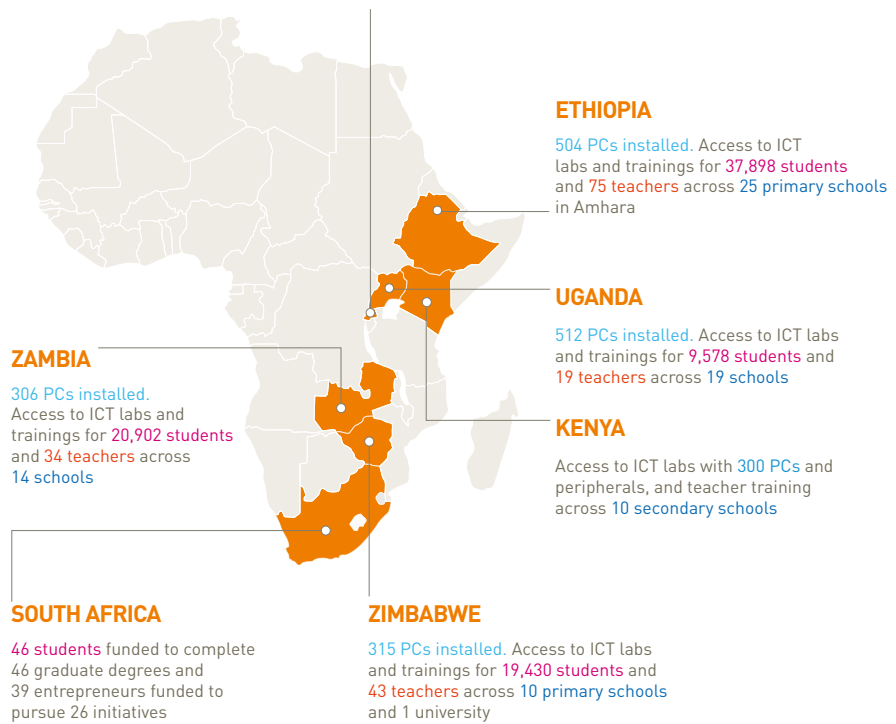 ETHIOPIA
504 PCs installed. Access to ICT
labs and trainings for 37,898 students
and 75 teachers across 25 primary schools
in Amhara
UGANDA
512 PCs installed. Access to ICT labs
and trainings for 9,578 students and
19 teachers across 19 schools
ZAMBIA
306 PCs installed.
Access to ICT labs and
trainings for 20,902 students
and 34 teachers across
14 schools
KENYA
Access to ICT labs with 300 PCs and
peripherals, and teacher training
across 10 secondary schools
SOUTH AFRICA
46 students funded to complete
46 graduate degrees and
39 entrepreneurs funded to
pursue 26 initiatives
ZIMBABWE
315 PCs installed. Access to ICT labs
and trainings for 19,430 students and
43 teachers across 10 primary schools
and 1 university